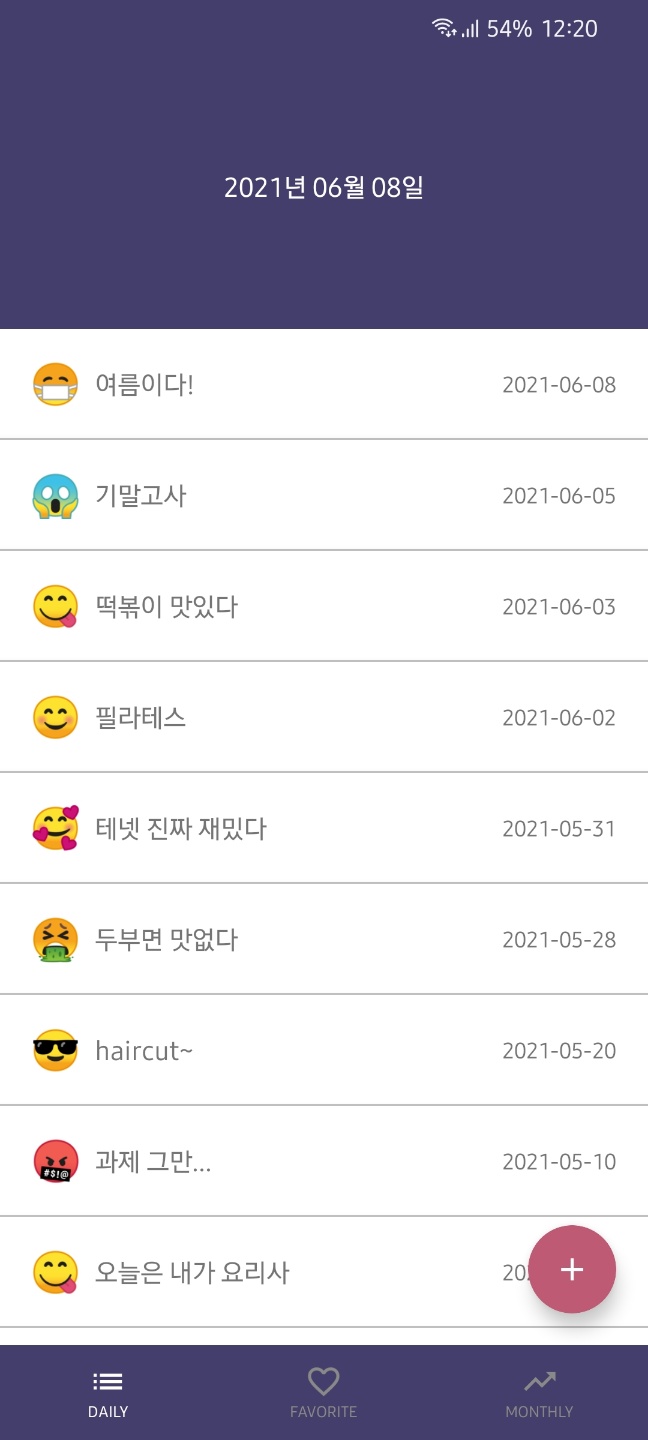 54% 12:20
2021년 06월 08일
여름이다! 2021-06-08
기말고사 2021-06-05
떡볶이 맛있다 2021-06-03
필라테스 2021-06-02
테넷 진짜 재밌다 2021-05-31
두부면 맛없다 2021-05-28
haircut~ 2021-05-20
과제 그만... 2021-05-10
오늘은 내가 요리사
DAILY FAVORITE MONTHLY